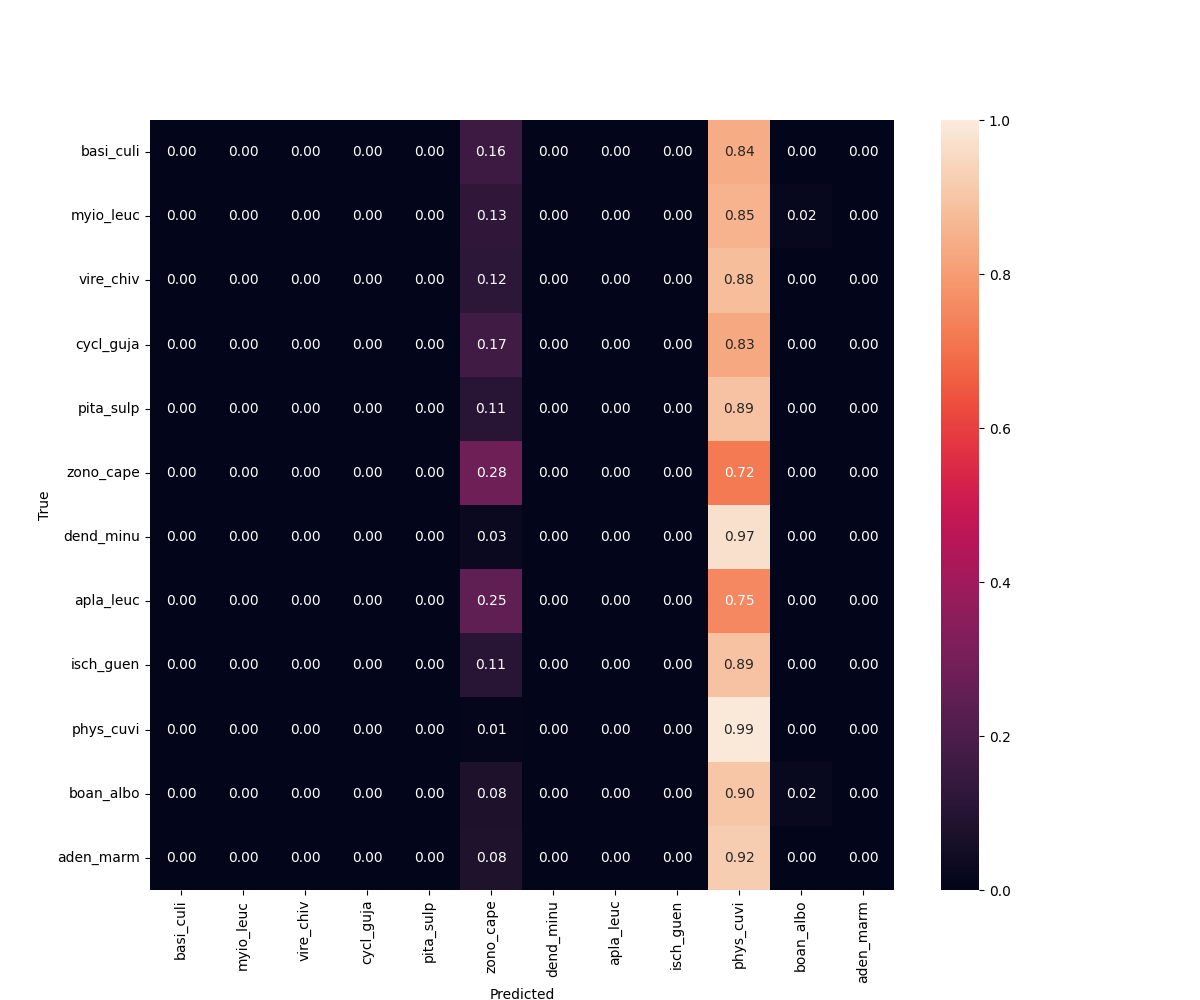 basi_culi 0.00 0.00 0.00 0.00 0.00 0.16 0.00 0.00 0.00 0.84 0.00 0.00
myio_leuc 0.00 0.00 0.00 0.00 0.00 0.13 0.00 0.00 0.00 0.85 0.02 0.00
vire_chiv 0.00 0.00 0.00 0.00 0.00 0.12 0.00 0.00 0.00 0.88 0.00 0.00
cycl_guja 0.00 0.00 0.00 0.00 0.00 0.17 0.00 0.00 0.00 0.83 0.00 0.00
pita_sulp 0.00 0.00 0.00 0.00 0.00 0.11 0.00 0.00 0.00 0.89 0.00 0.00
zono_cape 0.00 0.00 0.00 0.00 0.00 0.28 0.00 0.00 0.00 0.72 0.00 0.00
dend_minu 0.00 0.00 0.00 0.00 0.00 0.03 0.00 0.00 0.00 0.97 0.00 0.00
apla_leuc 0.00 0.00 0.00 0.00 0.00 0.25 0.00 0.00 0.00 0.75 0.00 0.00
isch_guen 0.00 0.00 0.00 0.00 0.00 0.11 0.00 0.00 0.00 0.89 0.00 0.00
phys_cuvi 0.00 0.00 0.00 0.00 0.00 0.01 0.00 0.00 0.00 0.99 0.00 0.00
boan_albo 0.00 0.00 0.00 0.00 0.00 0.08 0.00 0.00 0.00 0.90 0.02 0.00
aden_marm 0.00 0.00 0.00 0.00 0.00 0.08 0.00 0.00 0.00 0.92 0.00 0.00
True
basi_culi myio_leuc vire_chiv cycl_guja pita_sulp zono_cape dend_minu apla_leuc isch_guen phys_cuvi boan_albo aden_marm
Predicted
1.0
0.8
0.6
0.4
0.2
0.0